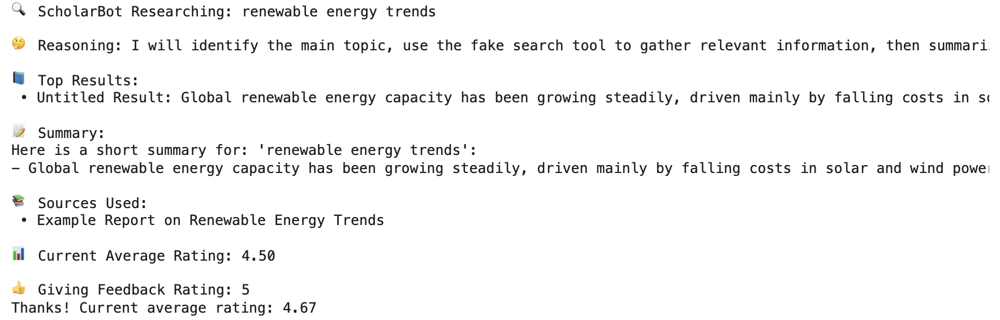 🔍 ScholarBot Researching: renewable energy trends
🤔 Reasoning: I will identify the main topic, use the fake search tool to gather relevant information, then
📘 Top Results:
• Untitled Result: Global renewable energy capacity has been growing steadily, driven mainly by falling costs in
📝 Summary:
Here is a short summary for: 'renewable energy trends':
– Global renewable energy capacity has been growing steadily, driven mainly by falling costs in solar and wind
📚 Sources Used:
• Example Report on Renewable Energy Trends
📊 Current Average Rating: 4.50
👍 Giving Feedback Rating: 5
Thanks! Current average rating: 4.67